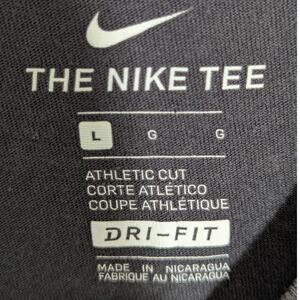 THE NIKE TEE
L G G
ATHLETIC CUT
CORTE ATLÉTICO
COUPE ATHLÉTIQUE
DRI-FIT
MADE IN NICARAGUA
FABRIQUÉ AU NICARAGUA